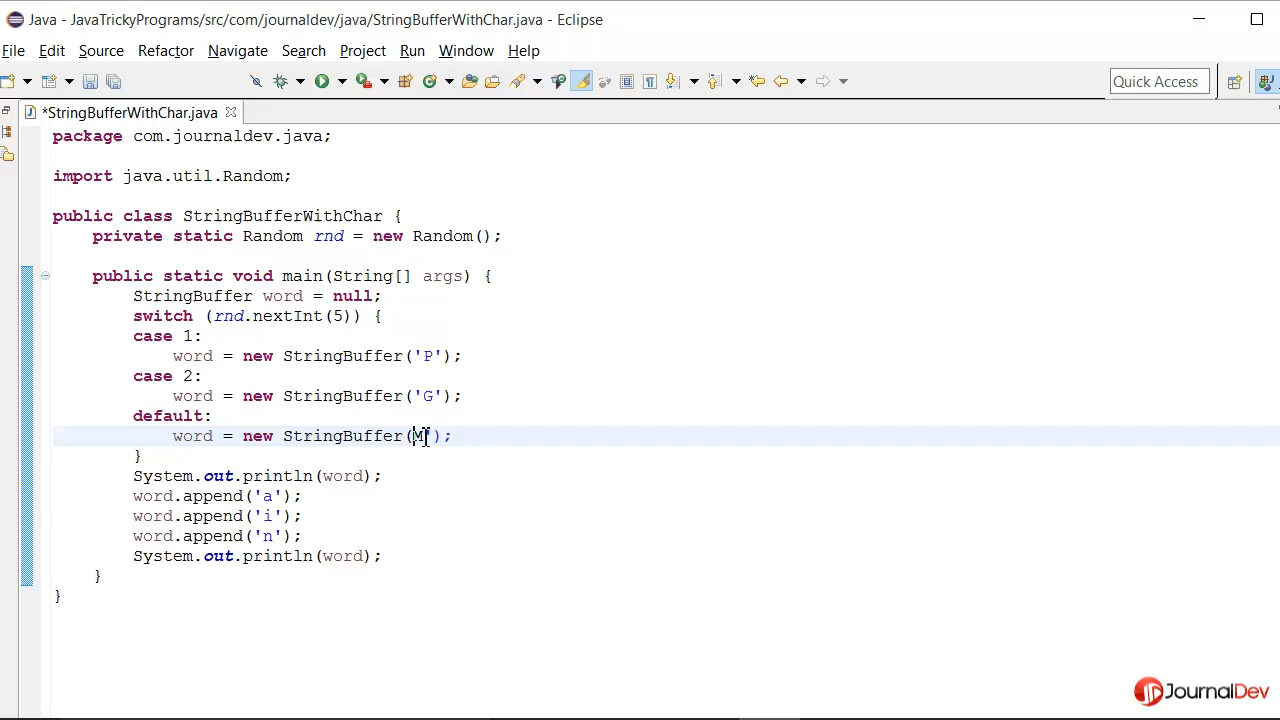 Java - JavaTrickyPrograms/src/com/journaldev/java/StringBufferWithChar.java - Eclipse
File Edit Source Refactor Navigate Search Project Run Window Help
Quick Access
*StringBufferWithChar.java
package com.journaldev.java;
import java.util.Random;
public class StringBufferWithChar {
private static Random rnd = new Random();
public static void main(String[] args) {
StringBuffer word = null;
switch (rnd.nextInt(5)) {
case 1:
word = new StringBuffer('P');
case 2:
word = new StringBuffer('G');
default:
word = new StringBuffer(M');
}
System.out.println(word);
word.append('a');
word.append('i');
word.append('n');
System.out.println(word);
}
}
JournalDev